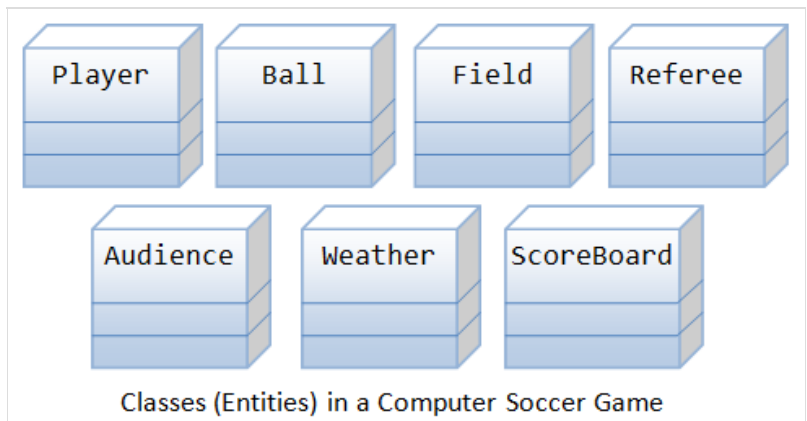 Player Ball Field Referee
Audience Weather ScoreBoard
Classes (Entities) in a Computer Soccer Game